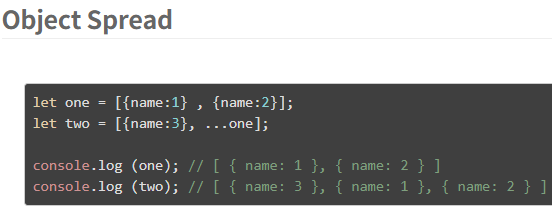 Object Spread
let one = [{name:1} , {name:2}];
let two = [{name:3}, ...one];
console.log (one); // [ { name: 1 }, { name: 2 } ]
console.log (two); // [ { name: 3 }, { name: 1 }, { name: 2 } ]